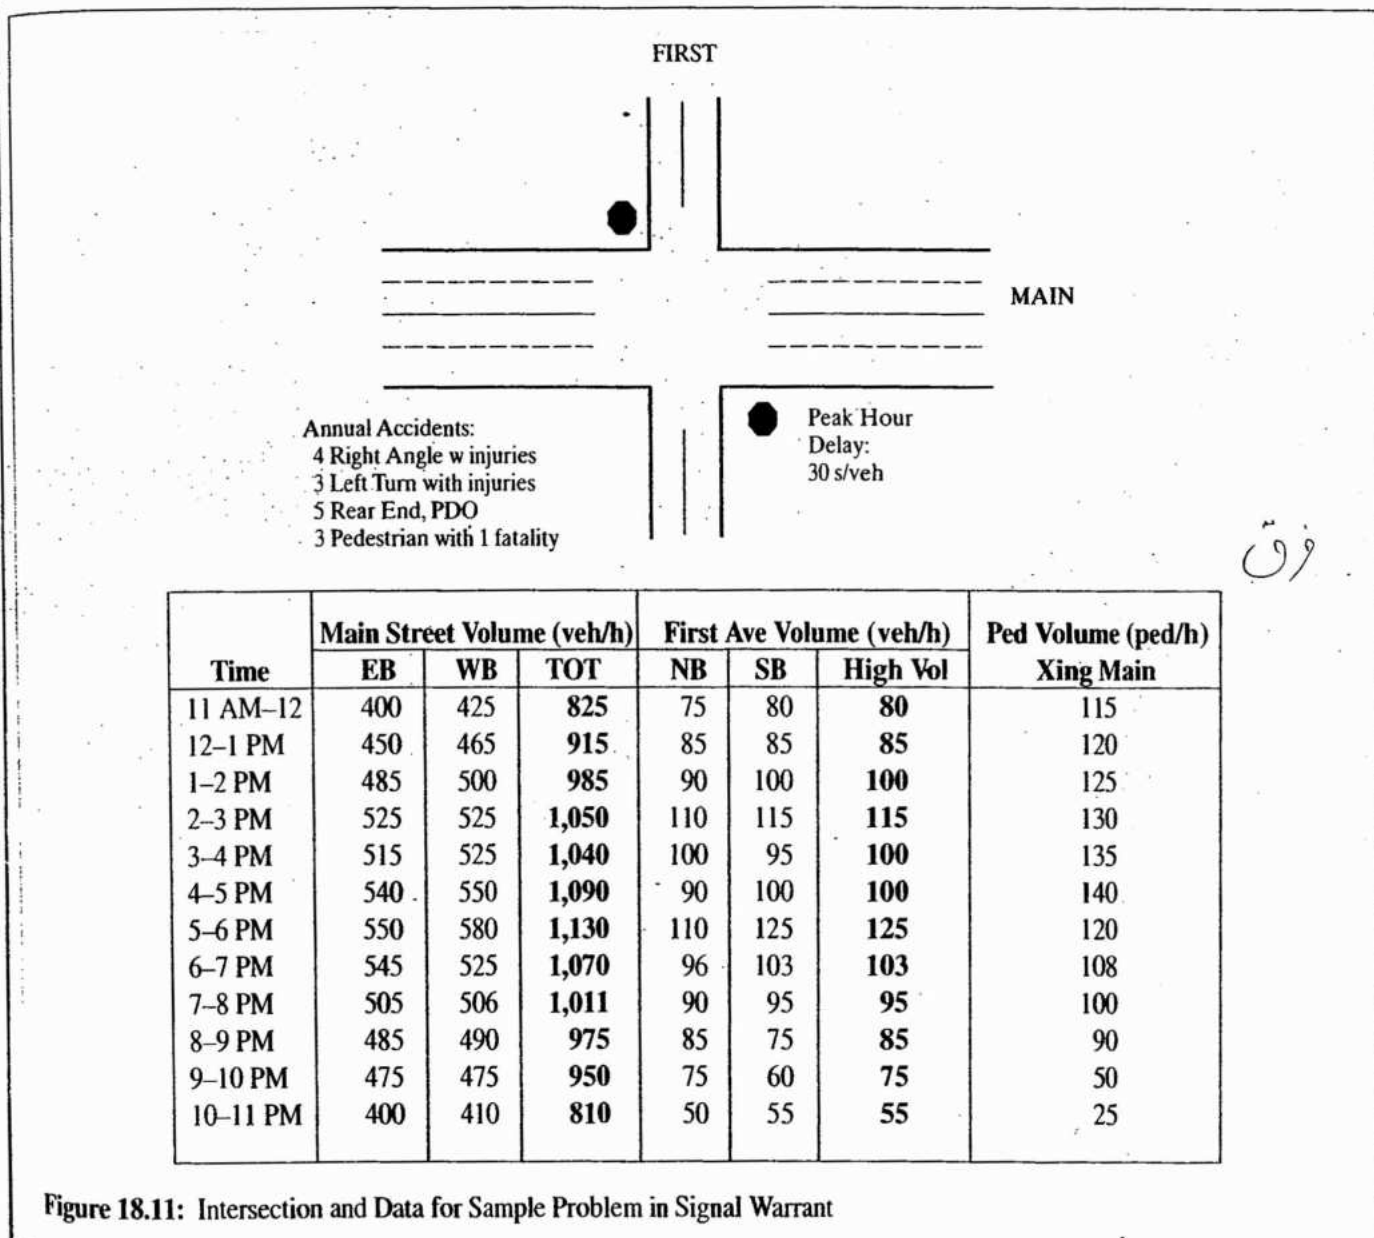 FIRST
MAIN
Annual Accidents:
4 Right Angle w injuries
3 Left Turn with injuries
5 Rear End, PDO
3 Pedestrian with 1 fatality
Peak Hour
Delay:
30 s/veh
Main Street Volume (veh/h) First Ave Volume (veh/h) Ped Volume (ped/h)
Time EB WB TOT NB SB High Vol Xing Main
11 AM–12 400 425 825 75 80 80 115
12–1 PM 450 465 915 85 85 85 120
1–2 PM 485 500 985 90 100 100 125
2–3 PM 525 525 1,050 110 115 115 130
3–4 PM 515 525 1,040 100 95 100 135
4–5 PM 540 550 1,090 90 100 100 140
5–6 PM 550 580 1,130 110 125 125 120
6–7 PM 545 525 1,070 96 103 103 108
7–8 PM 505 506 1,011 90 95 95 100
8–9 PM 485 490 975 85 75 85 90
9–10 PM 475 475 950 75 60 75 50
10–11 PM 400 410 810 50 55 55 25
Figure 18.11: Intersection and Data for Sample Problem in Signal Warrant